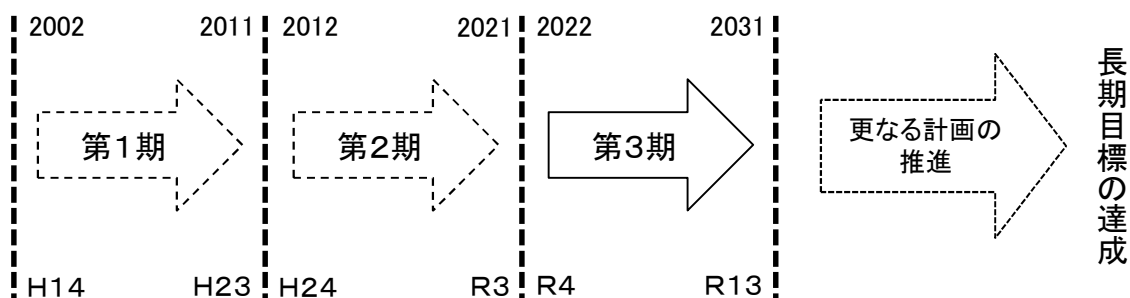 2002 2011 2012 2021 2022 2031
第1期 第2期 第3期
更なる計画の
推進
長期目標の達成
H14 H23 H24 R3 R4 R13